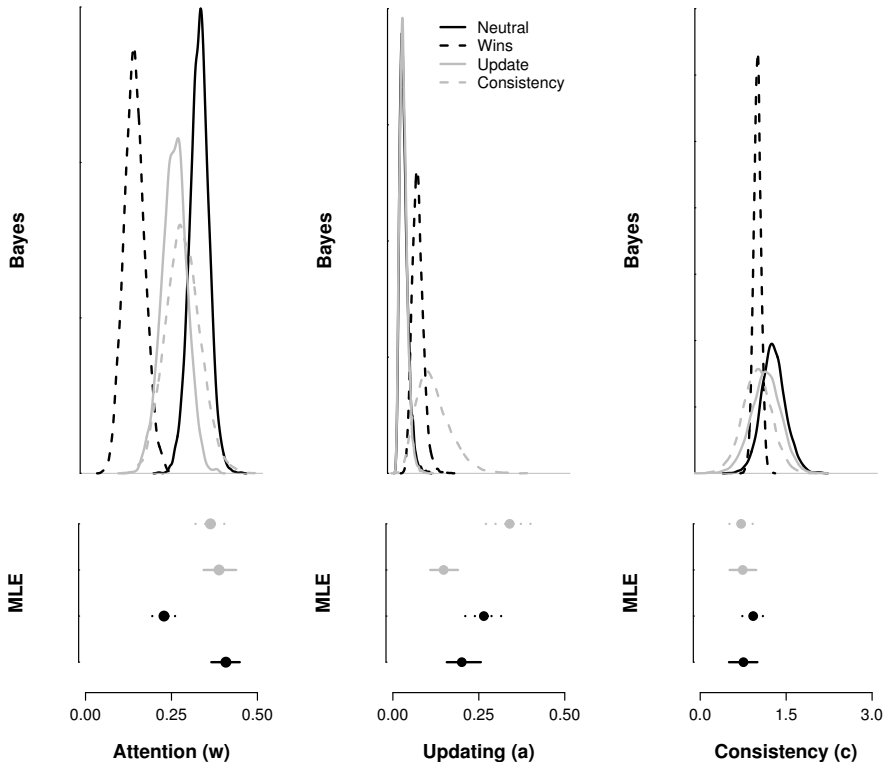 Neutral
Wins
Update
Consistency
Bayes
Bayes
Bayes
MLE
MLE
MLE
0.00 0.25 0.50
0.00 0.25 0.50
0.0 1.5 3.0
Attention (w)
Updating (a)
Consistency (c)